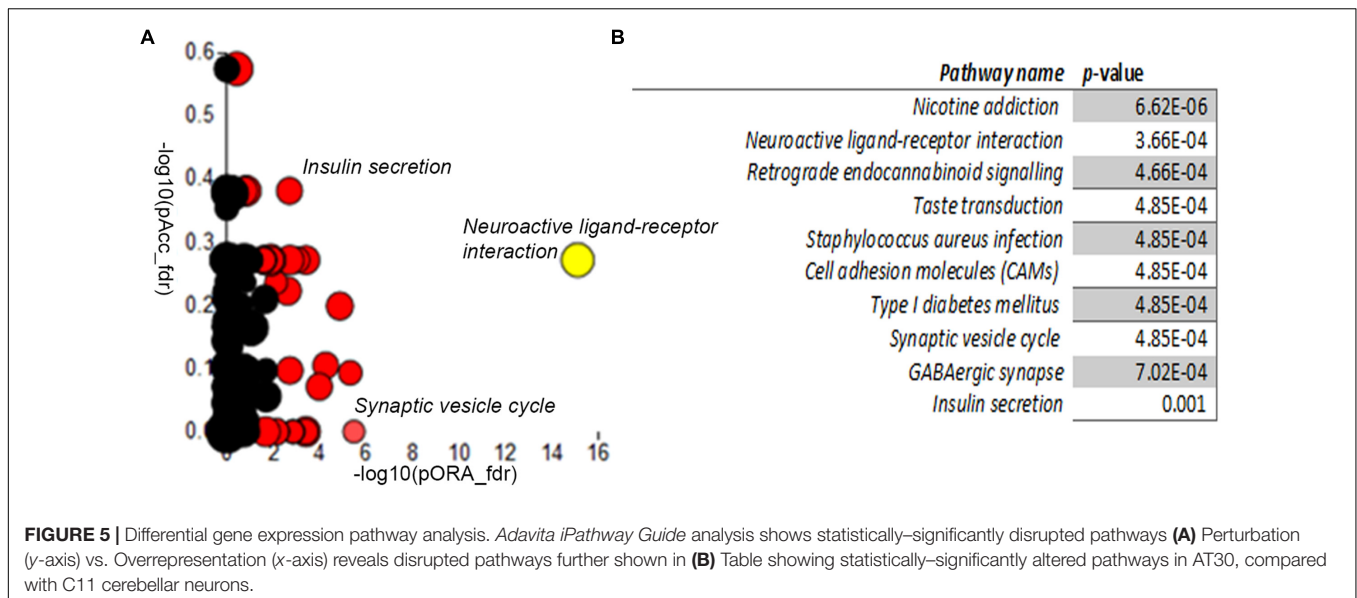 A
B
0.6
0.5
0.4
0.3
0.2
0.1
0.
-log10(pAcc_fdr)
Insulin secretion
Neuroactive ligand-receptor
interaction
Synaptic vesicle cycle
0 2 4 6 8 10 12 14 16
-log10(pORA_fdr)
Pathway name p-value
Nicotine addiction 6.62E-06
Neuroactive ligand-receptor interaction 3.66E-04
Retrograde endocannabinoid signalling 4.66E-04
Taste transduction 4.85E-04
Staphylococcus aureus infection 4.85E-04
Cell adhesion molecules (CAMs) 4.85E-04
Type I diabetes mellitus 4.85E-04
Synaptic vesicle cycle 4.85E-04
GABAergic synapse 7.02E-04
Insulin secretion 0.001
FIGURE 5 | Differential gene expression pathway analysis. Adavita iPathway Guide analysis shows statistically–significantly disrupted pathways (A) Perturbation
(y-axis) vs. Overrepresentation (x-axis) reveals disrupted pathways further shown in (B) Table showing statistically–significantly altered pathways in AT30, compared
with C11 cerebellar neurons.